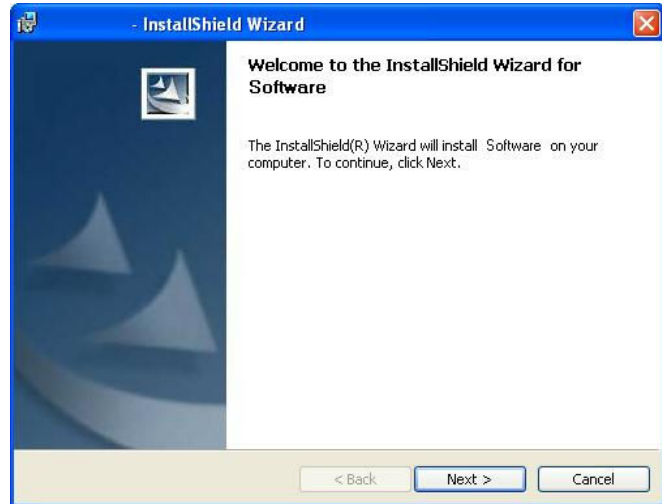 - InstallShield Wizard
Welcome to the InstallShield Wizard for
Software
The InstallShield(R) Wizard will install Software on your
computer. To continue, click Next.
< Back
Next >
Cancel